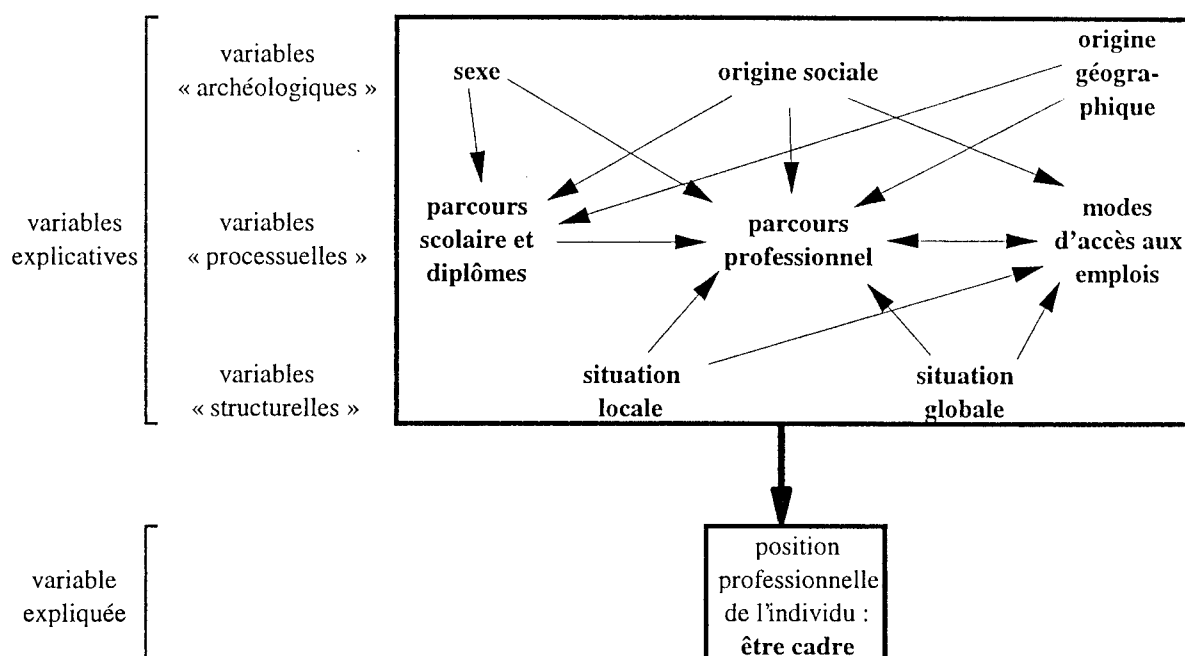 variables
« archéologiques »
sexe
origine sociale
origine
géogra-
phique
variables
explicatives
variables
« processuelles »
parcours
scolaire et
diplômes
parcours
professionnel
modes
d'accès aux
emplois
variables
« structurelles »
situation
locale
situation
globale
variable
expliquée
position
professionnelle
de l'individu :
être cadre